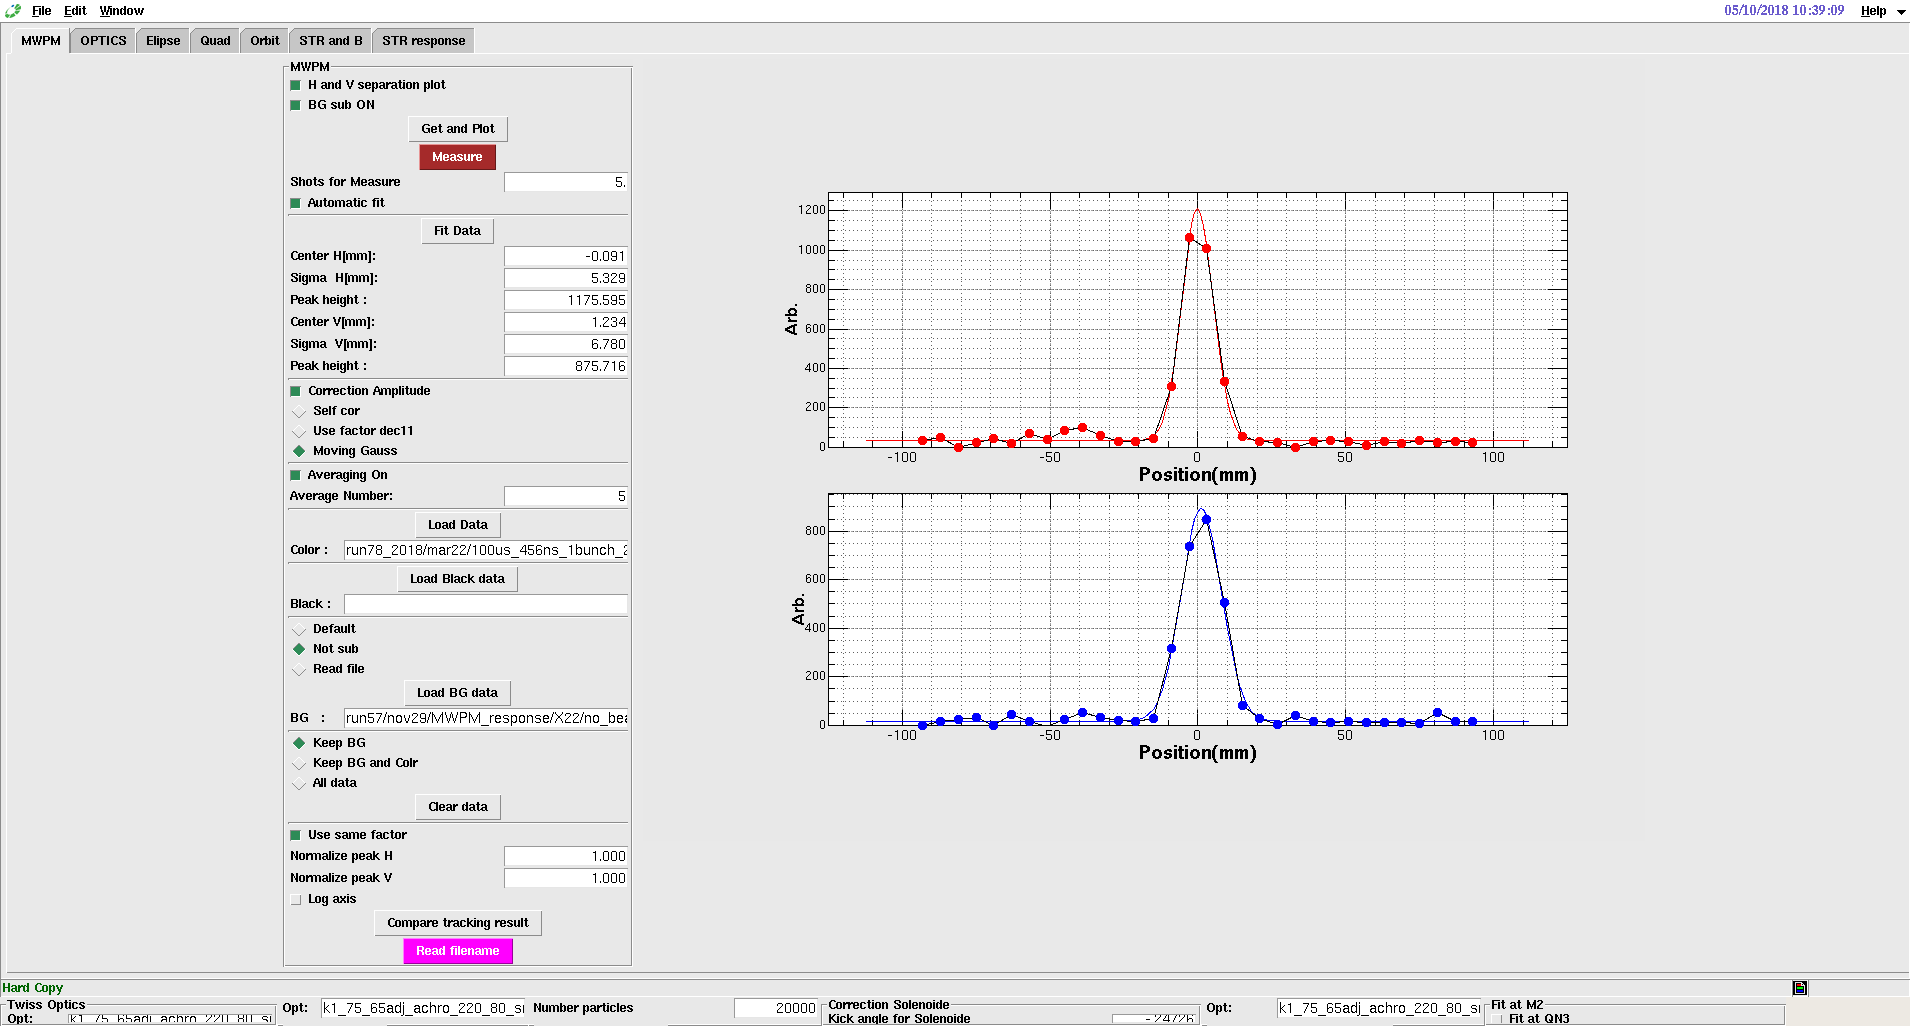 File Edit Window
05/10/2018 10:39:09 Help
MWPM OPTICS Elipse Quad Orbit STR and B STR response
MWPM
H and V separation plot
BG sub ON
Get and Plot
Measure
Shots for Measure 5.
Automatic fit
Fit Data
Center H[mm]: -0.091
Sigma H[mm]: 5.329
Peak height : 1175.595
Center V[mm]: 1.234
Sigma V[mm]: 6.780
Peak height : 875.716
Correction Amplitude
Self cor
Use factor dec11
Moving Gauss
Averaging On
Average Number: 5
Load Data
Color : run78_2018/mar22/100us_456ns_1bunch_2
Load Black data
Black :
Default
Not sub
Read file
Load BG data
BG : run57/nov29/MWPM_response/X22/no_bea
Keep BG
Keep BG and Colr
All data
Clear data
Use same factor
Normalize peak H 1.000
Normalize peak V 1.000
Log axis
Compare tracking result
Read filename
1200
1000
800
600
400
200
0
Arb.
-100 -50 0 50 100
Position(mm)
800
600
400
200
0
Arb.
-100 -50 0 50 100
Position(mm)
Hard Copy
Twiss Optics
Opt: k1_75_65adj_achro_220_80_si
Opt: k1_75_65adj_achro_220_80_si
Number particles 20000
Correction Solenoide
Kick angle for Solenoide -24726
Opt: k1_75_65adj_achro_220_80_si
Fit at M2
Fit at QN3